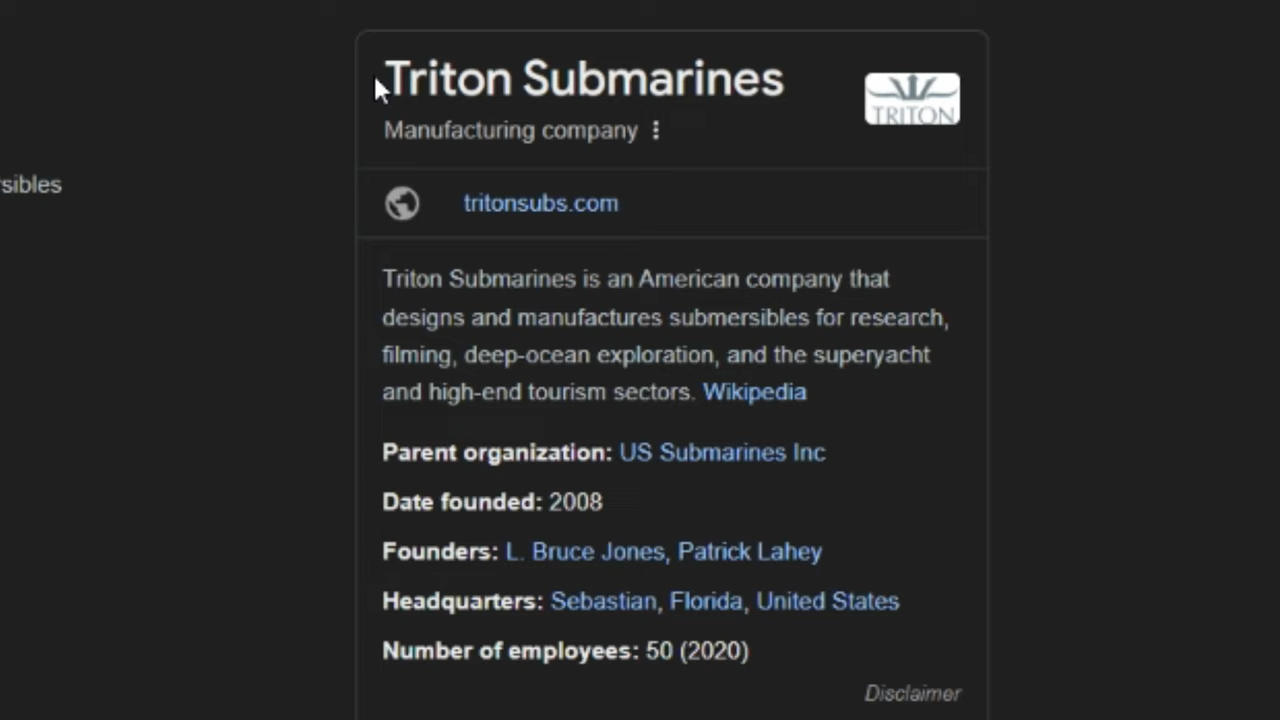 Triton Submarines
TRITON
Manufacturing company
rsibles
tritonsubs.com
Triton Submarines is an American company that
designs and manufactures submersibles for research,
filming, deep-ocean exploration, and the superyacht
and high-end tourism sectors. Wikipedia
Parent organization: US Submarines Inc
Date founded: 2008
Founders: L. Bruce Jones, Patrick Lahey
Headquarters: Sebastian, Florida, United States
Number of employees: 50 (2020)
Disclaimer